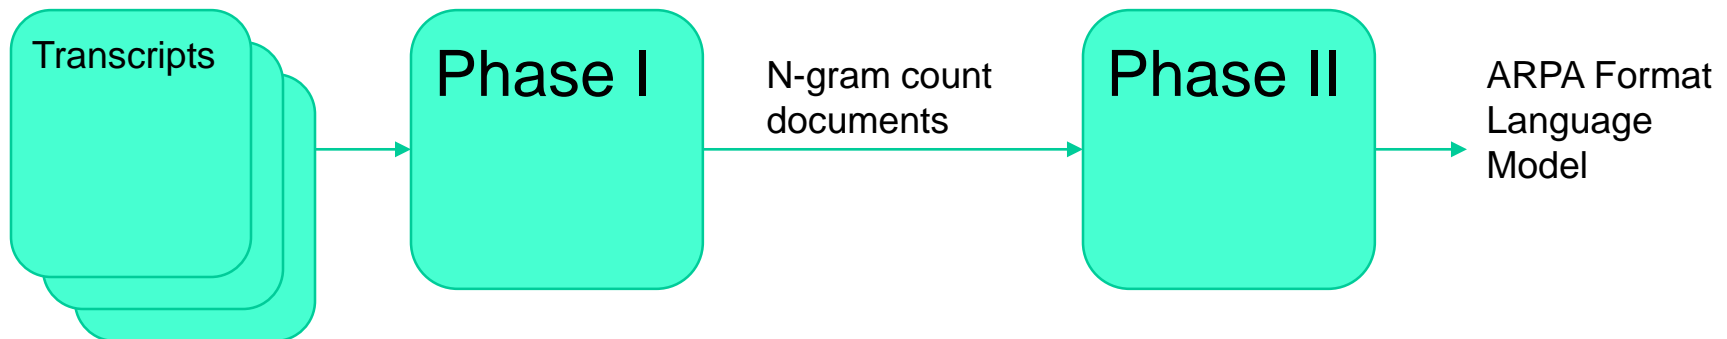 Transcripts
Phase I
N-gram count
documents
Phase II
ARPA Format
Language
Model